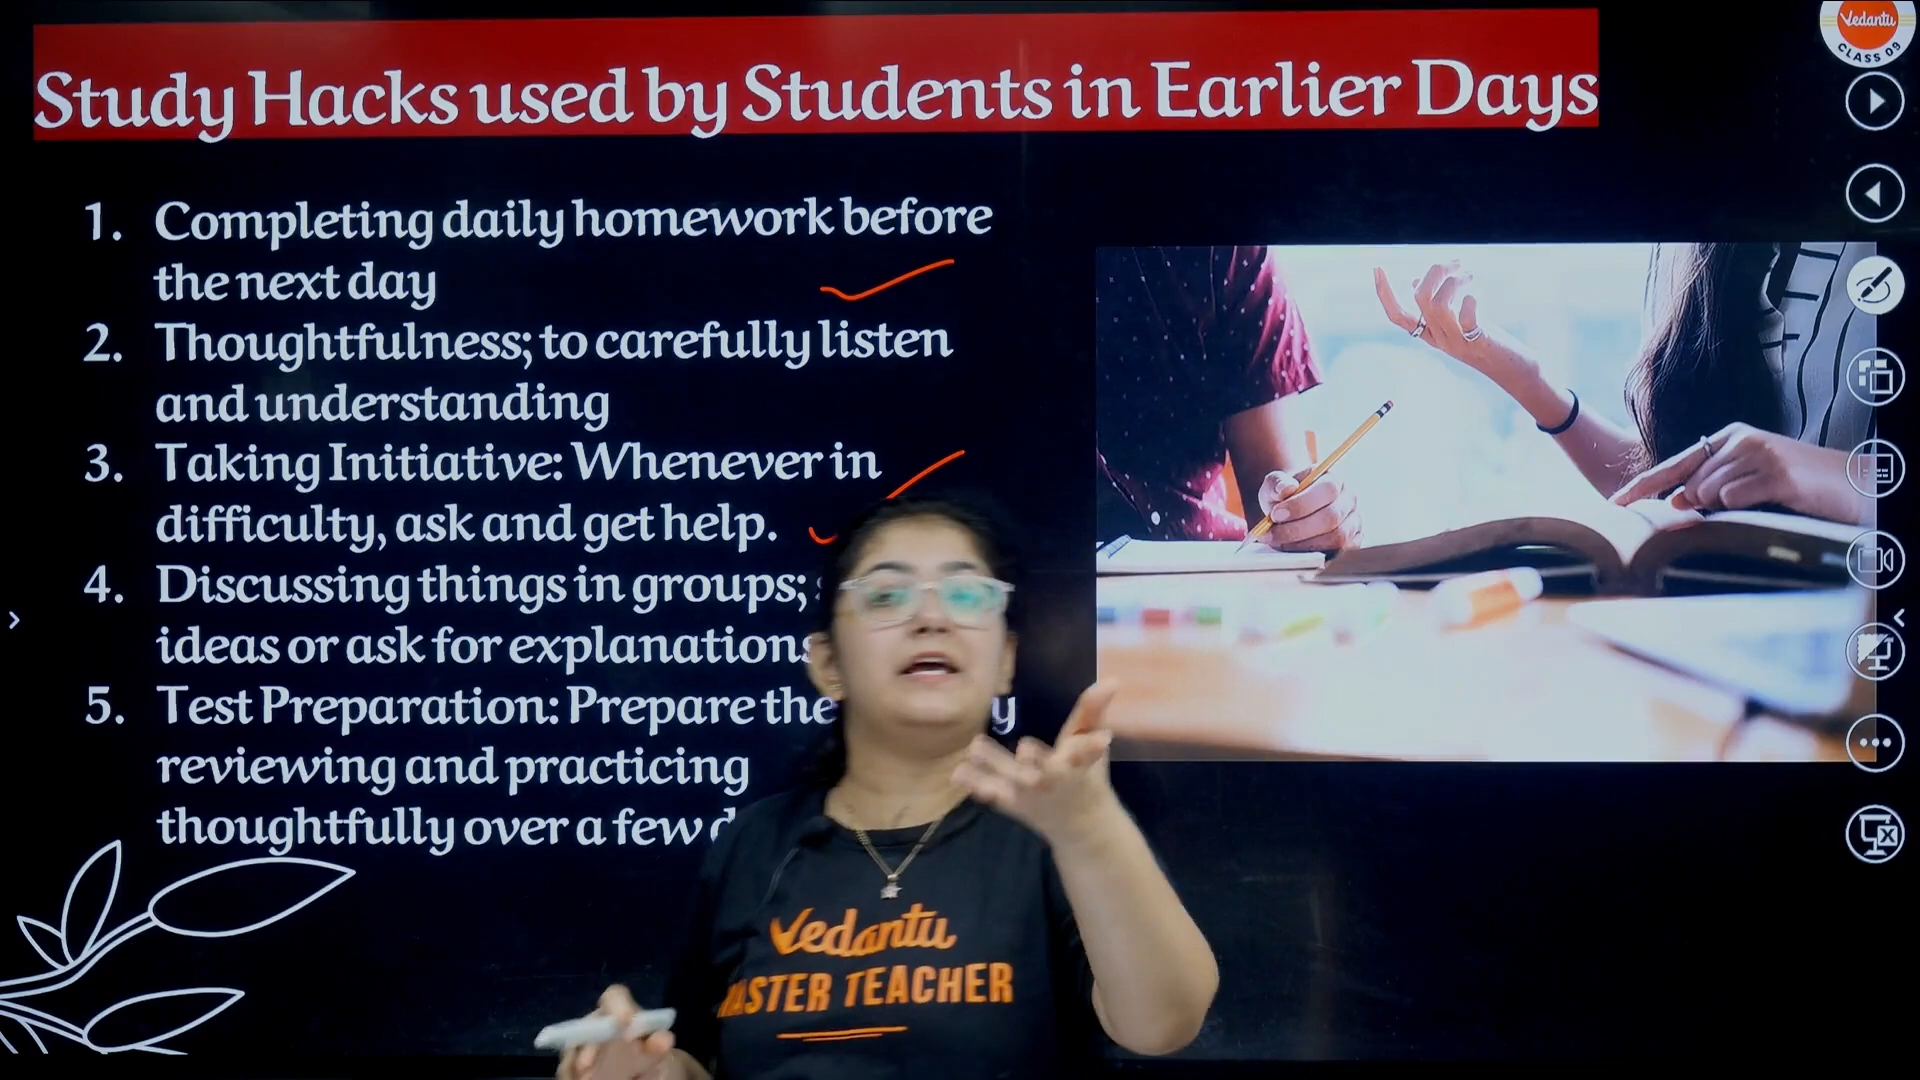 Study Hacks used by Students in Earlier Days
Vedantu
CLASS 09
1. Completing daily homework before
the next day
2. Thoughtfulness; to carefully listen
and understanding
3. Taking Initiative: Whenever in
difficulty, ask and get help.
4. Discussing things in groups;
ideas or ask for explanations
5. Test Preparation: Prepare
reviewing and practicing
thoughtfully over a few
Vedantu
MASTER TEACHER